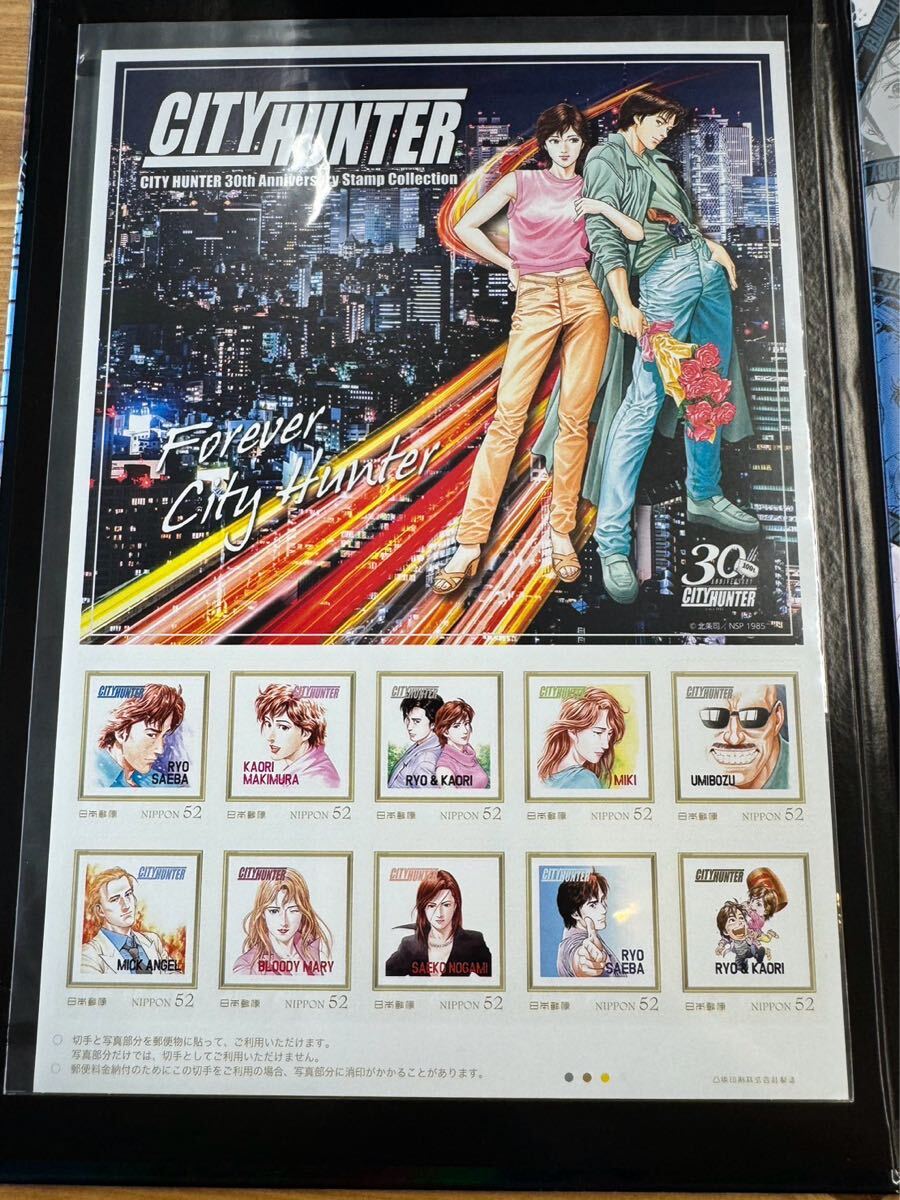 CITY HUNTER
CITY HUNTER 30th Anniversary Stamp Collection
Forever
City Hunter
30
100t
ANNIVERSARY
CITY HUNTER
©北条司／NSP 1985
CITY HUNTER
RYO
SAEBA
日本郵便 NIPPON 52
CITY HUNTER
KAORI
MAKIMURA
日本郵便 NIPPON 52
CITY HUNTER
RYO & KAORI
日本郵便 NIPPON 52
CITY HUNTER
MIKI
日本郵便 NIPPON 52
CITY HUNTER
UMIBOZU
日本郵便 NIPPON 52
CITY HUNTER
MICK ANGEL
日本郵便 NIPPON 52
CITY HUNTER
BLOODY MARY
日本郵便 NIPPON 52
CITY HUNTER
SAEKO NOGAMI
日本郵便 NIPPON 52
CITY HUNTER
RYO
SAEBA
日本郵便 NIPPON 52
CITY HUNTER
RYO & KAORI
日本郵便 NIPPON 52
○ 切手と写真部分を郵便物に貼って、ご利用いただけます。
写真部分だけでは、切手としてご利用いただけません。
○ 郵便料金納付のためにこの切手をご利用の場合、写真部分に消印がかかることがあります。
凸版印刷株式会社製造